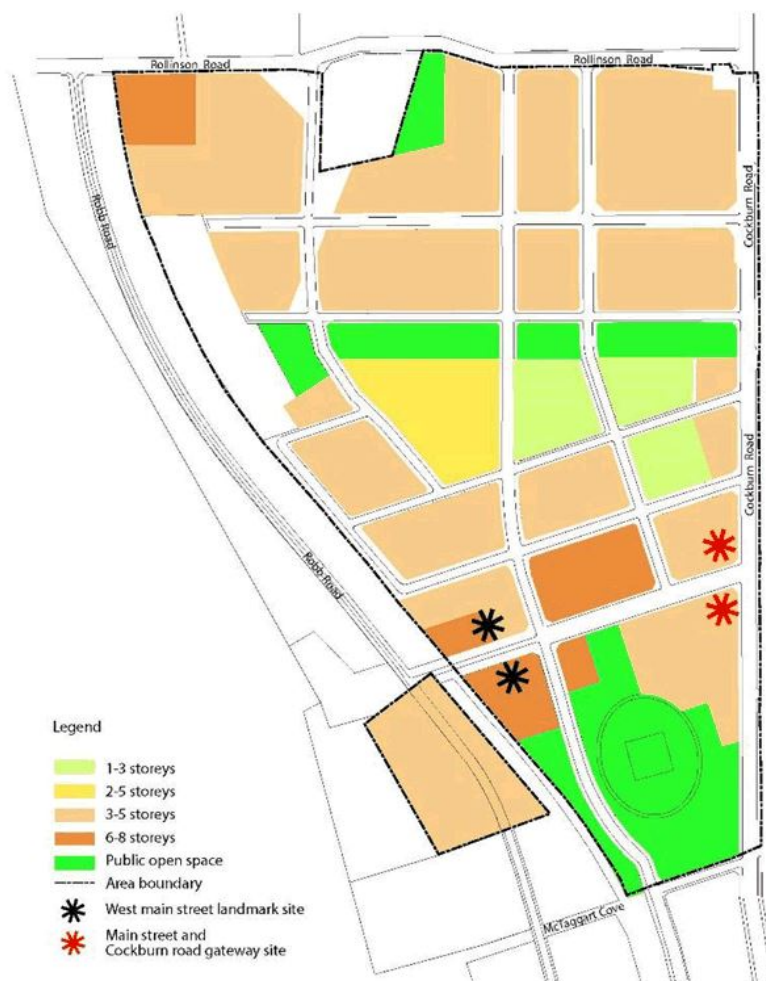 Rollinson Road
Rollinson Road
Cockburn Road
Robb Road
Cockburn Road
Robb Road
McTaggart Cove
Legend
1-3 storeys
2-5 storeys
3-5 storeys
6-8 storeys
Public open space
Area boundary
West main street landmark site
Main street and
Cockburn road gateway site